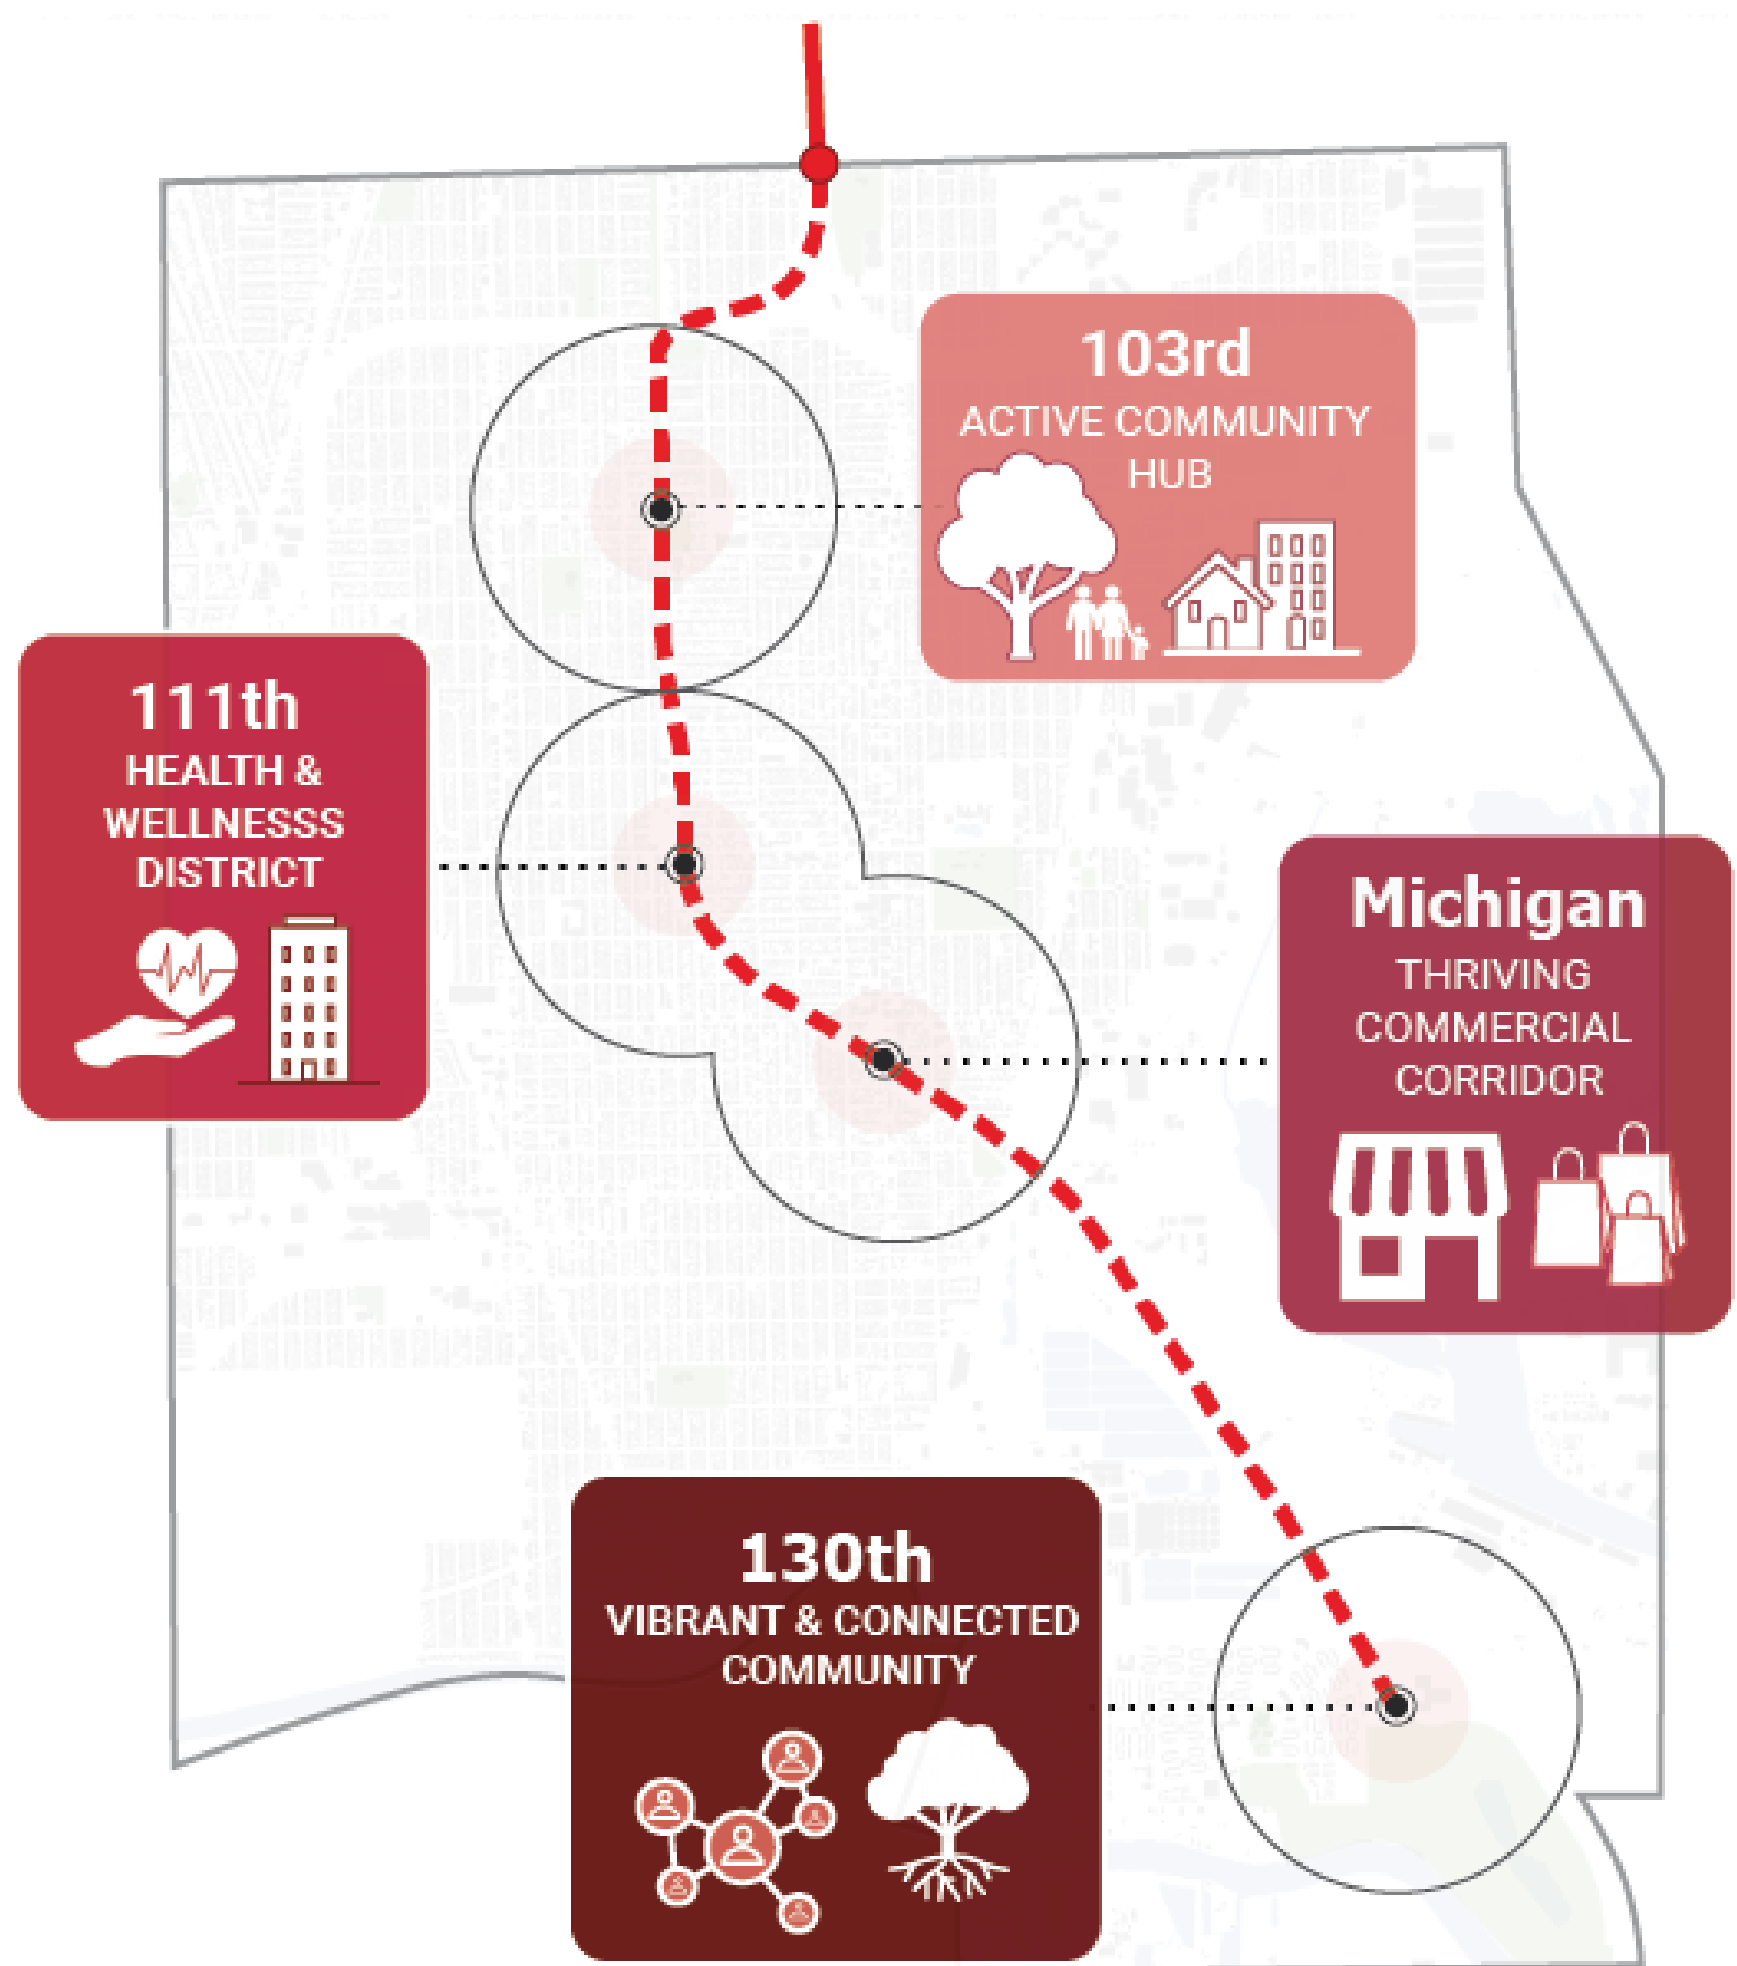 103rd
ACTIVE COMMUNITY
HUB
111th
HEALTH &
WELLNESSS
DISTRICT
Michigan
THRIVING
COMMERCIAL
CORRIDOR
130th
VIBRANT & CONNECTED
COMMUNITY